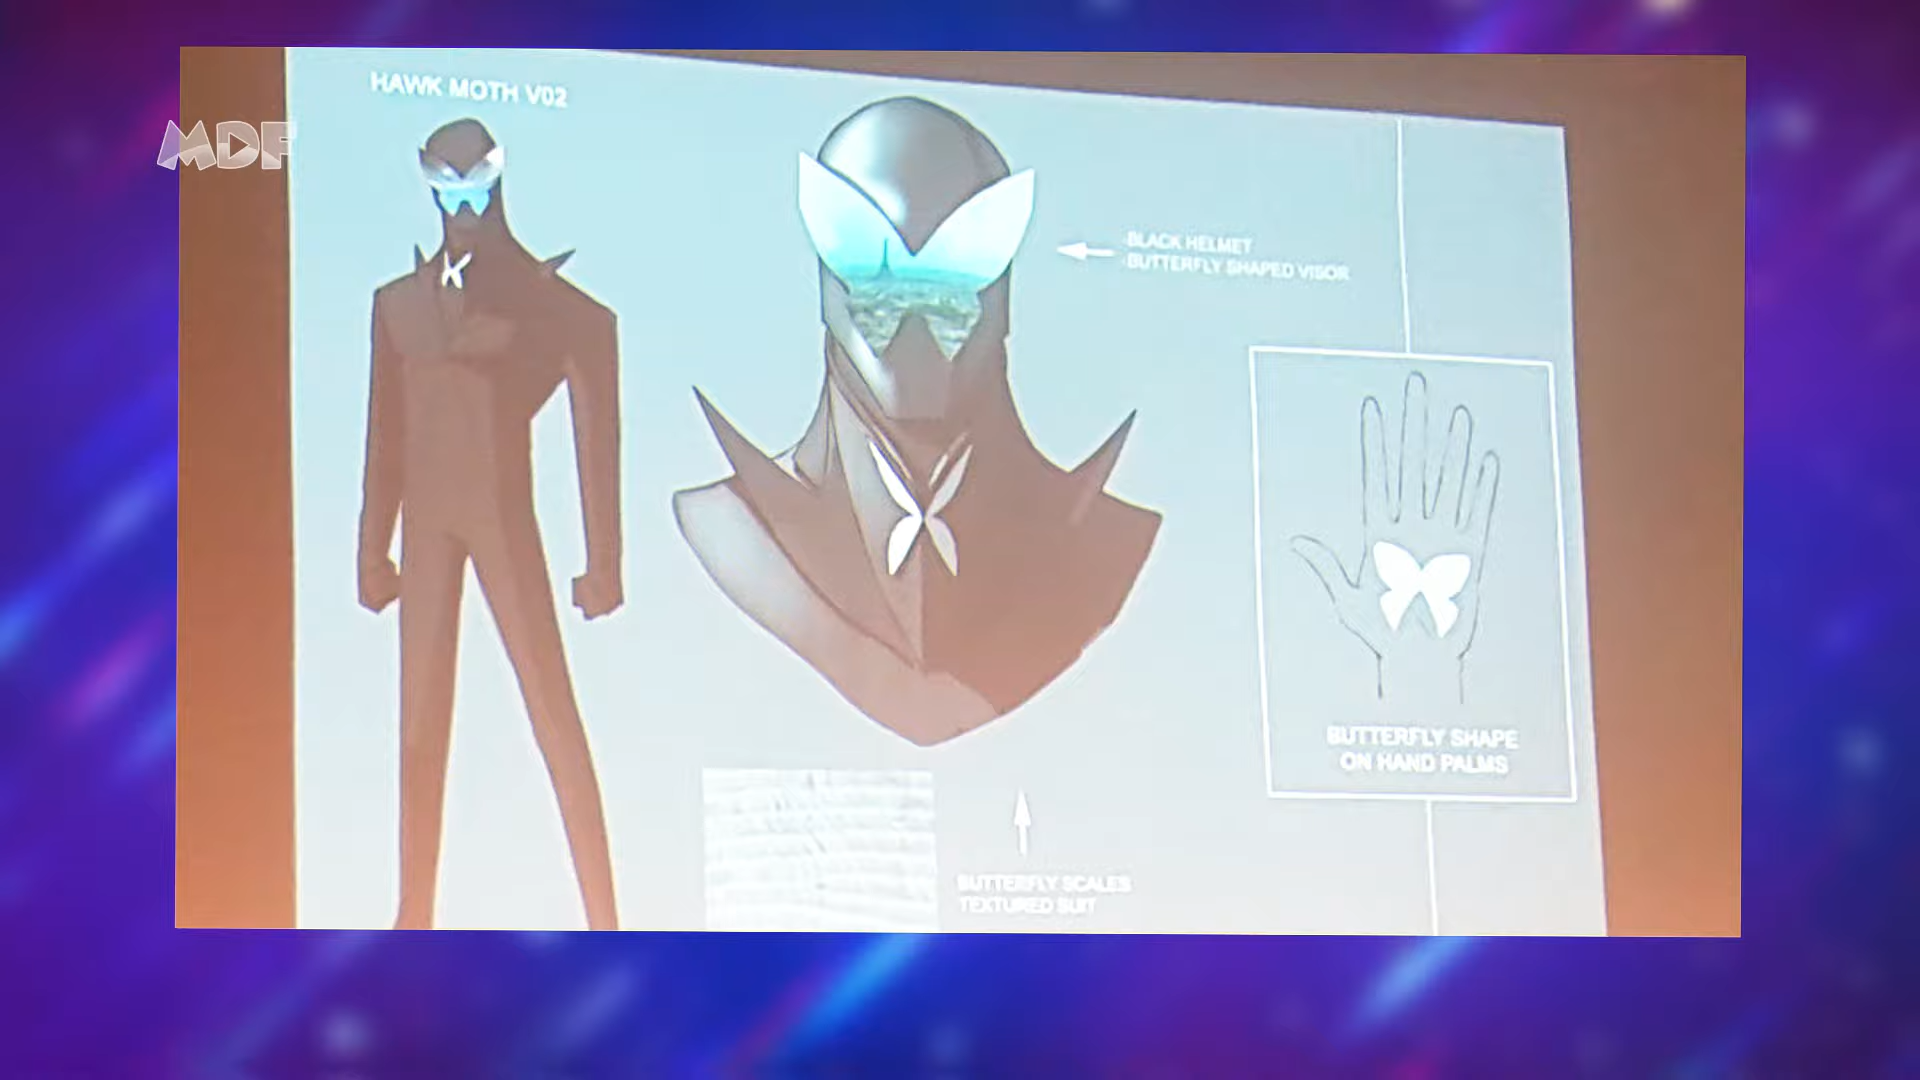 HAWK MOTH V02
MDF
-BLACK HELMET
-BUTTERFLY SHAPED VISOR
BUTTERFLY SHAPE
ON HAND PALMS
BUTTERFLY SCALES
TEXTURED SUIT